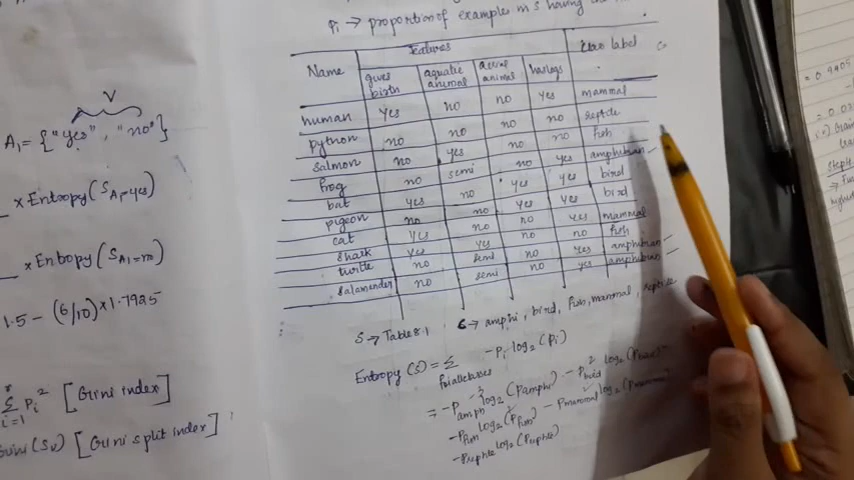 Pi → proportion of examples in S having the
Features
Name gives birth aquatic animal aerial animal has legs class label
human yes no no yes mammal
python no no no no reptile
salmon no yes no no fish
frog no semi no yes amphibian
bat yes no yes yes bird
pigeon no no yes yes bird
cat yes no no yes mammal
shark yes yes no no fish
turtle no semi no yes amphibian
salamander no semi no yes amphibian
S → Table 8.1 C → amphi, bird, fish, mammal, reptile
Entropy (S) = Σ -Pi log2 (Pi)
for all classes
= -Pamphi log2 (Pamphi) - Pbird log2 (Pbird)
-Pfish log2 (Pfish) - Pmammal log2 (Pmammal)
-Preptile log2 (Preptile)
V
A1 = {"yes", "no"}
× Entropy (SA1=yes)
× Entropy (SA1=no)
1.5 - (6/10) × 1.7925
Σ Pi² [Gini index]
i=1
Gini (Sv) [Gini split index]